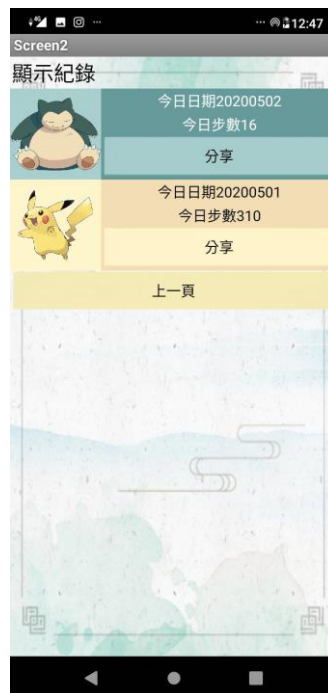 12:47
Screen2
顯示紀錄
今日日期20200502
今日步數16
分享
今日日期20200501
今日步數310
分享
上一頁